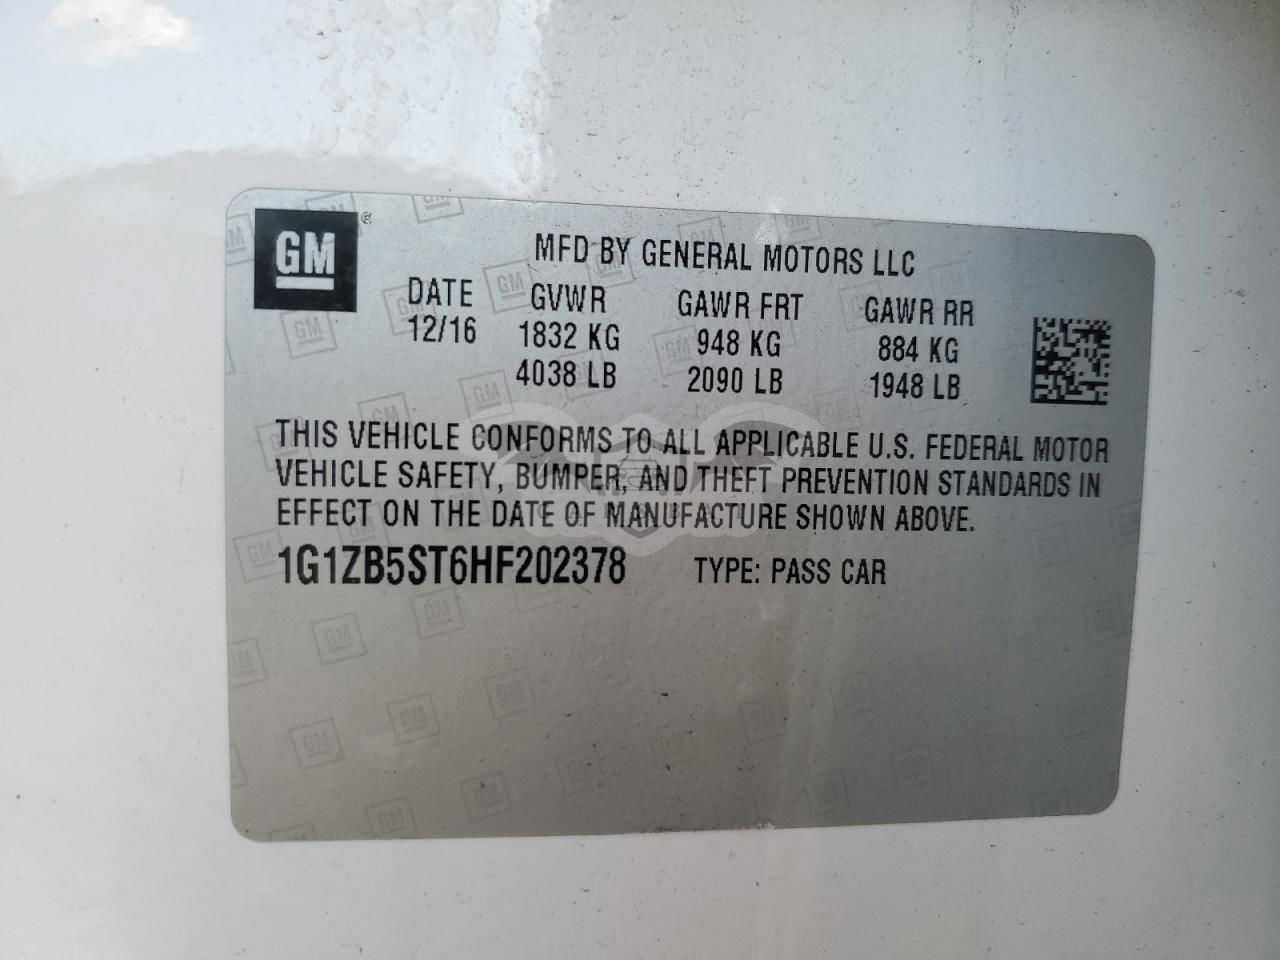 GM ®
MFD BY GENERAL MOTORS LLC
DATE GVWR GAWR FRT GAWR RR
12/16 1832 KG 948 KG 884 KG
4038 LB 2090 LB 1948 LB
THIS VEHICLE CONFORMS TO ALL APPLICABLE U.S. FEDERAL MOTOR
VEHICLE SAFETY, BUMPER, AND THEFT PREVENTION STANDARDS IN
EFFECT ON THE DATE OF MANUFACTURE SHOWN ABOVE.
1G1ZB5ST6HF202378 TYPE: PASS CAR